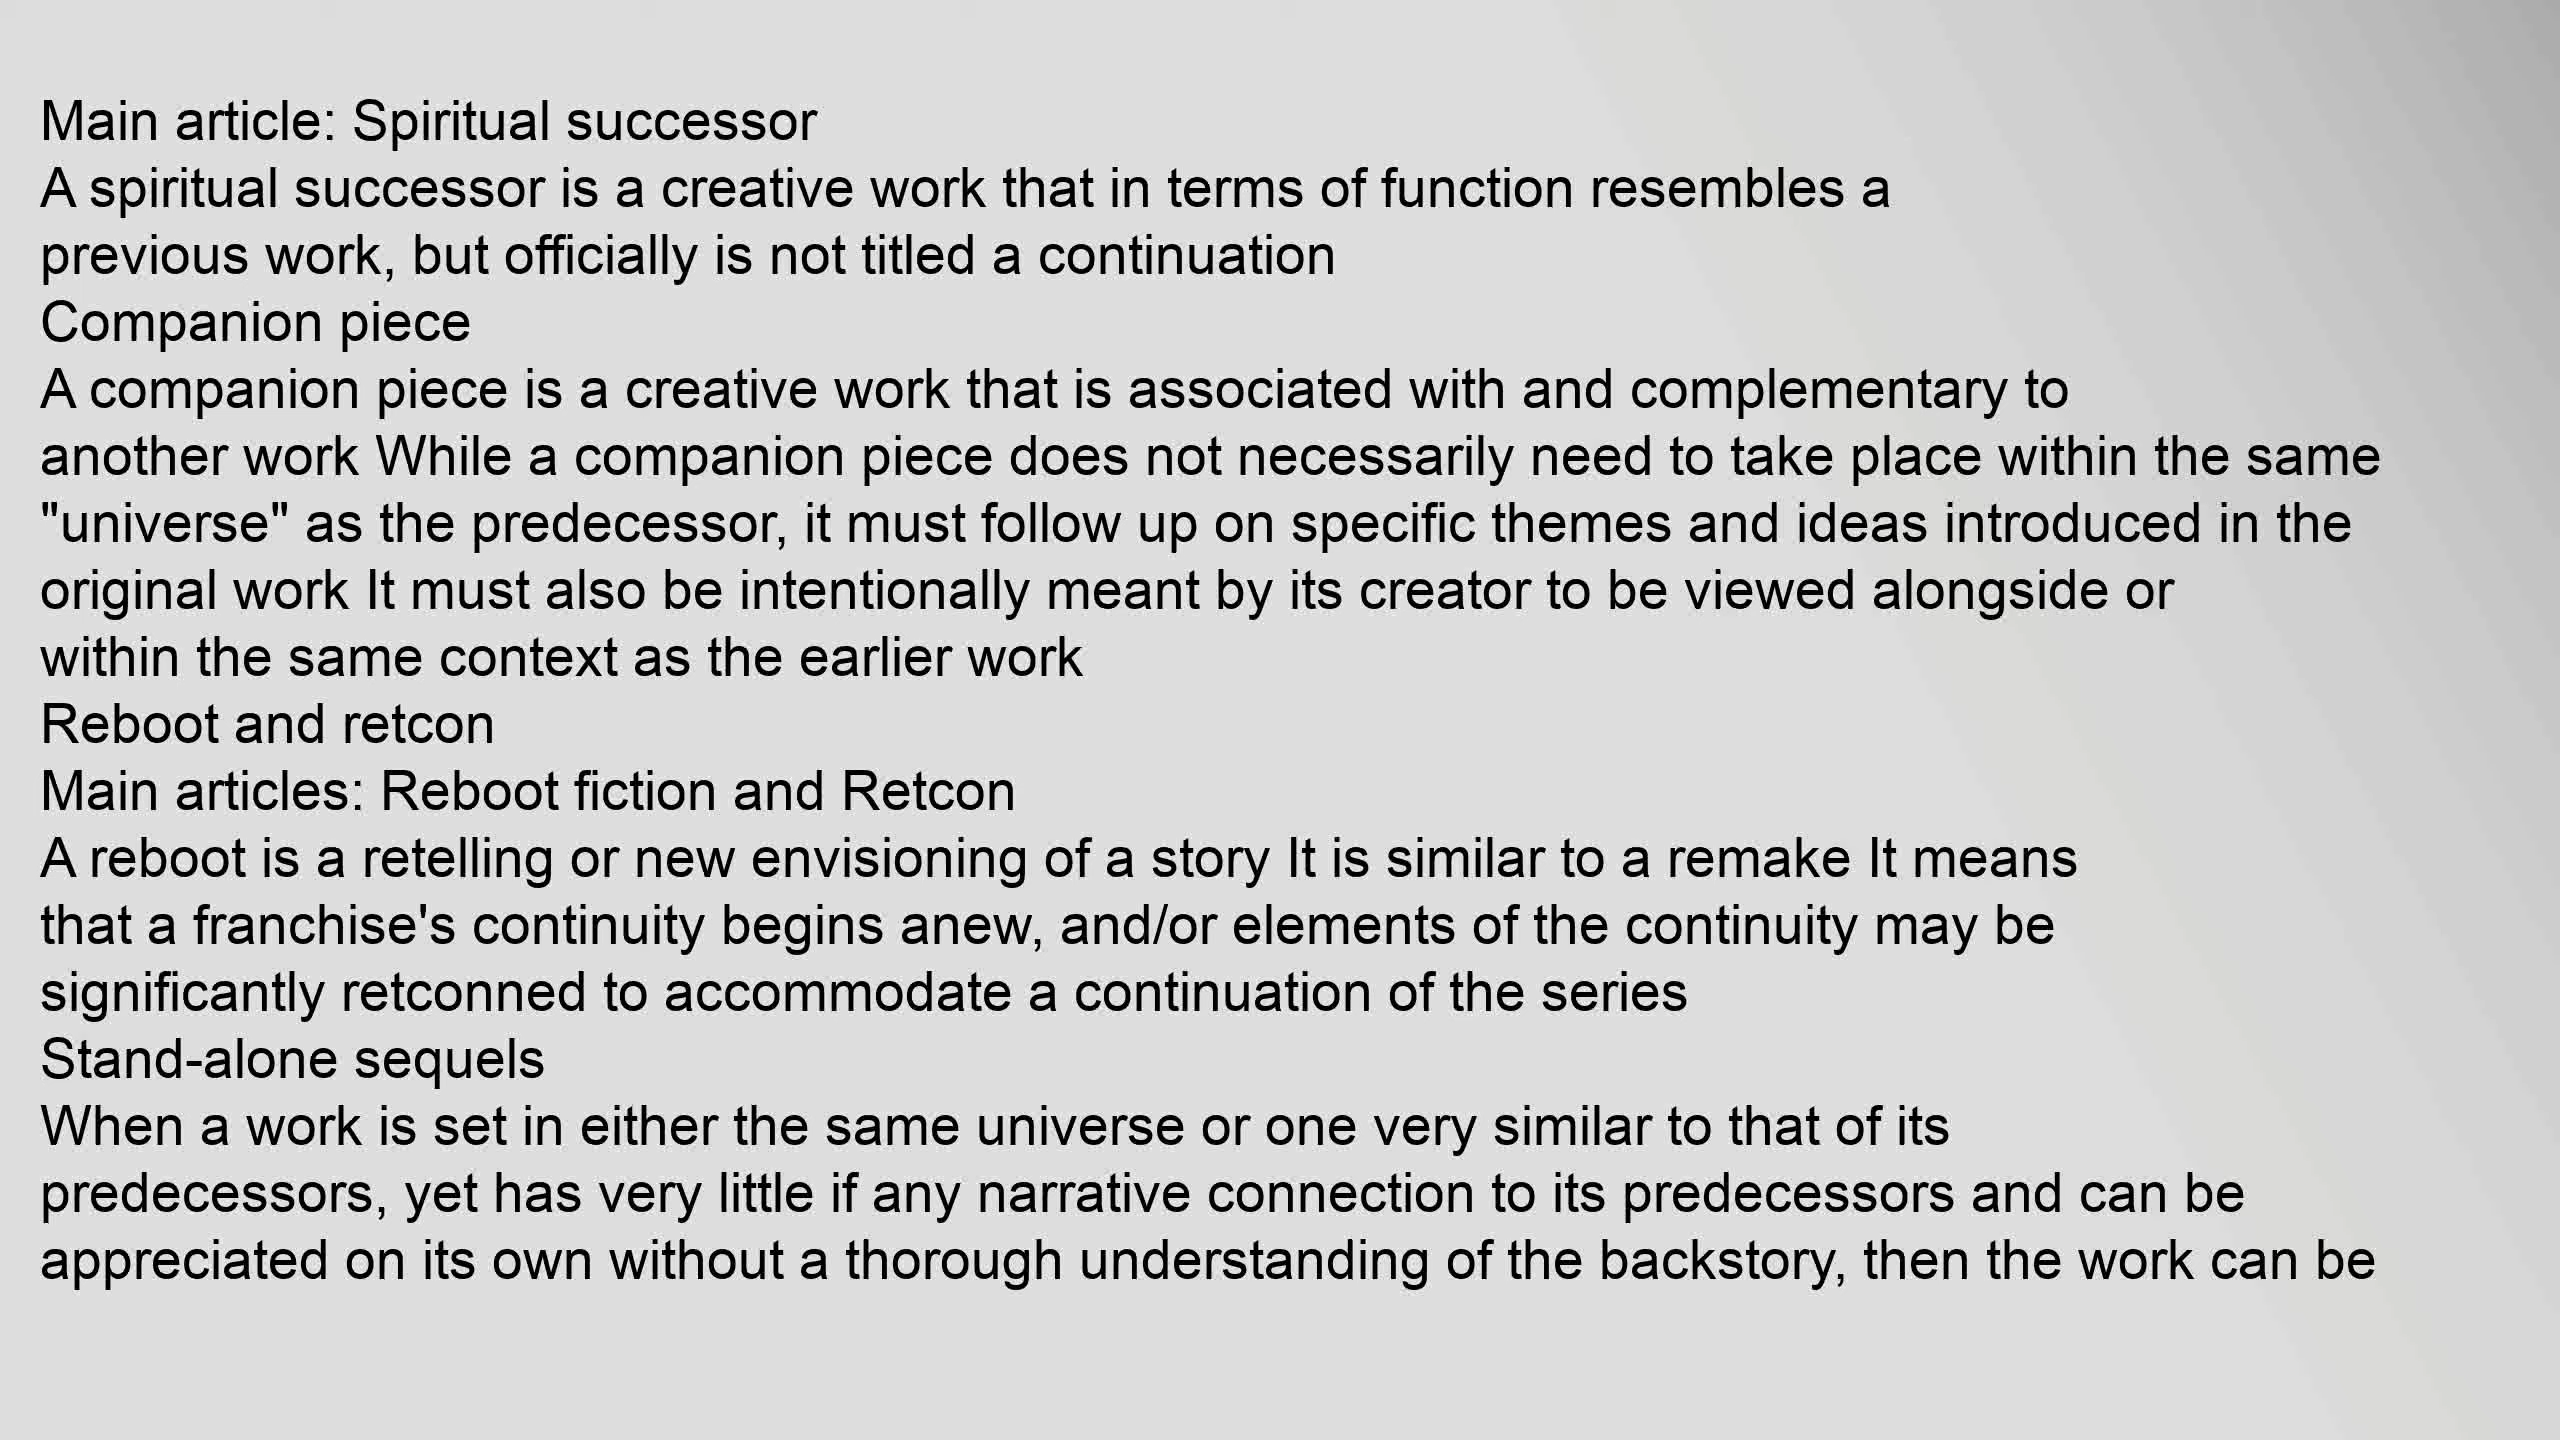 Main article: Spiritual successor
A spiritual successor is a creative work that in terms of function resembles a
previous work, but officially is not titled a continuation
Companion piece
A companion piece is a creative work that is associated with and complementary to
another work While a companion piece does not necessarily need to take place within the same
"universe" as the predecessor, it must follow up on specific themes and ideas introduced in the
original work It must also be intentionally meant by its creator to be viewed alongside or
within the same context as the earlier work
Reboot and retcon
Main articles: Reboot fiction and Retcon
A reboot is a retelling or new envisioning of a story It is similar to a remake It means
that a franchise's continuity begins anew, and/or elements of the continuity may be
significantly retconned to accommodate a continuation of the series
Stand-alone sequels
When a work is set in either the same universe or one very similar to that of its
predecessors, yet has very little if any narrative connection to its predecessors and can be
appreciated on its own without a thorough understanding of the backstory, then the work can be